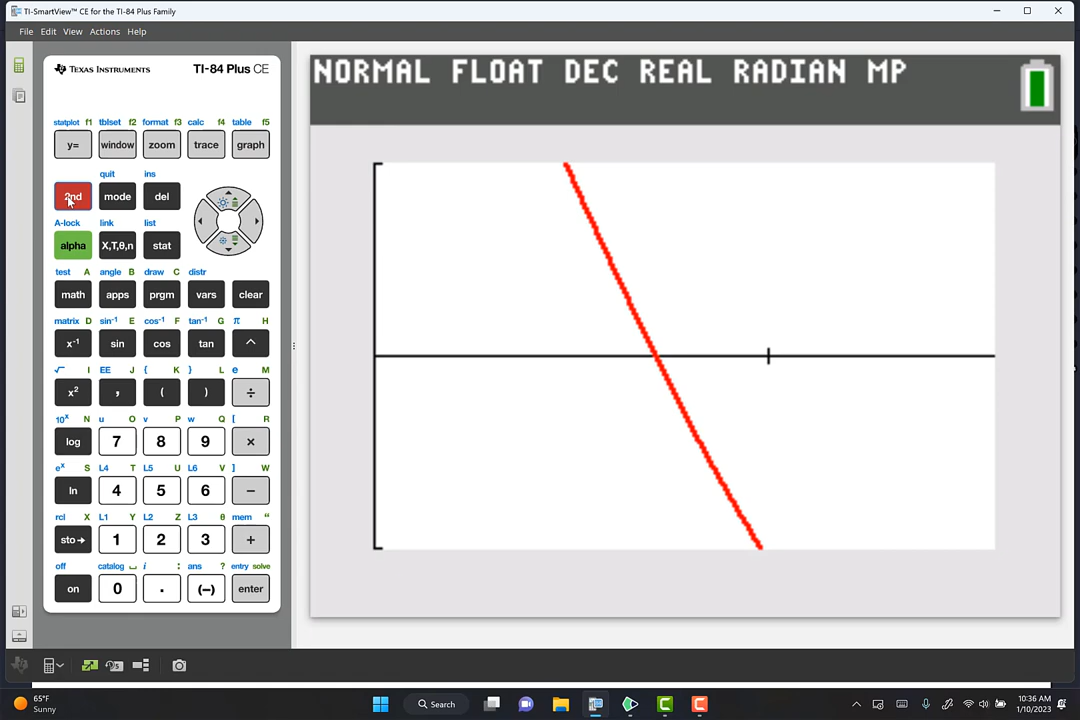 TI-SmartView™ CE for the TI-84 Plus Family
File Edit View Actions Help
TEXAS INSTRUMENTS TI-84 Plus CE
NORMAL FLOAT DEC REAL RADIAN MP
statplot f1 tblset f2 format f3 calc f4 table f5
y= window zoom trace graph
quit ins
2nd mode del
A-lock link list
alpha X,T,θ,n stat
test A angle B draw C distr
math apps prgm vars clear
matrix D sin⁻¹ E cos⁻¹ F tan⁻¹ G π H
x⁻¹ sin cos tan ^
√ I EE J { K } L e M
x² , ( ) ÷
10ˣ N u O v P w Q [ R
log 7 8 9 ×
eˣ S L4 T L5 U L6 V ] W
ln 4 5 6 −
rcl X L1 Y L2 Z L3 θ mem “
sto→ 1 2 3 +
off catalog ⎵ i : ans ? entry solve
on 0 . (−) enter
65°F
Sunny
Search
10:36 AM
1/10/2023